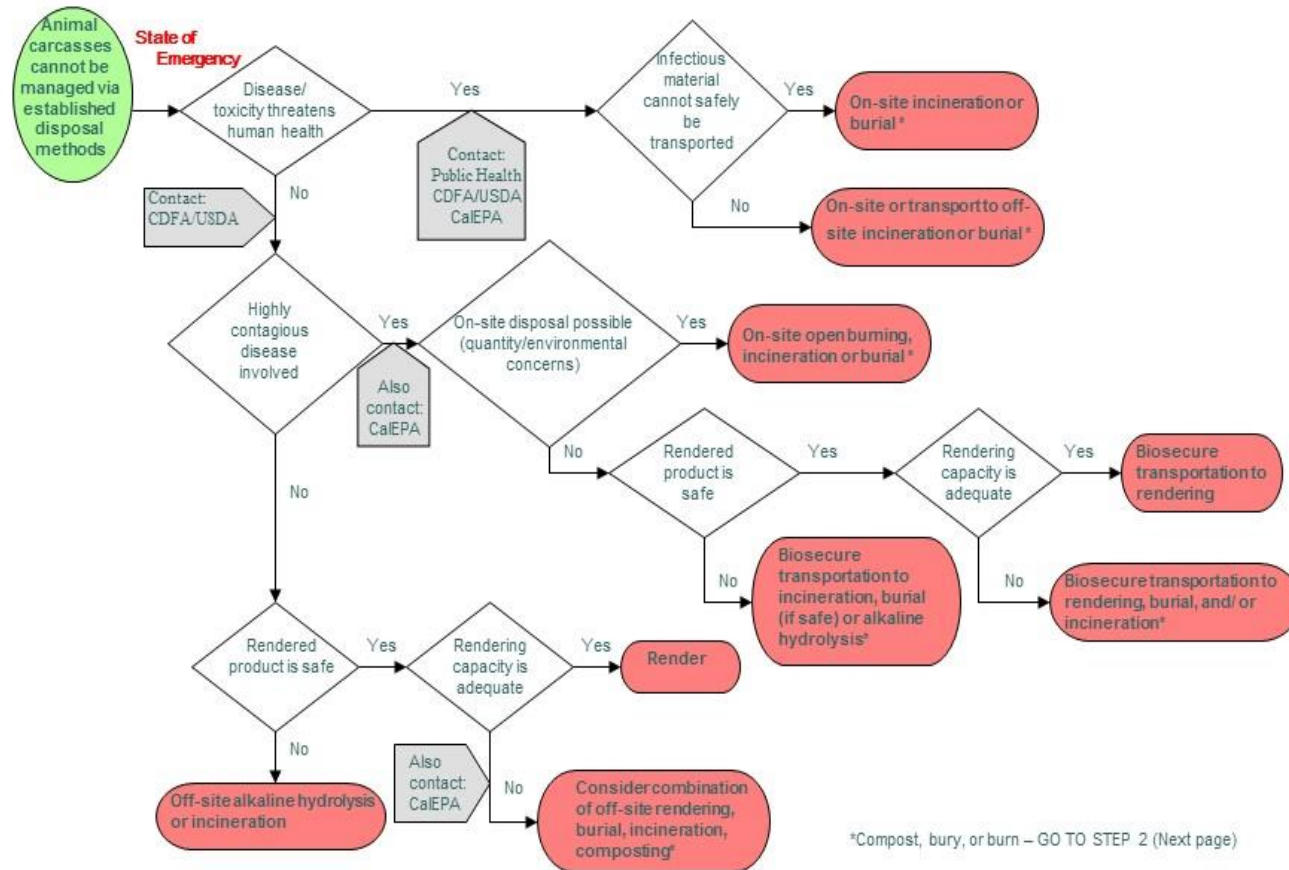 Animal
carcasses
cannot be
managed via
established
disposal
methods
State of
Emergency
Disease/
toxicity threatens
human health
Yes
Contact:
Public Health
CDFA/USDA
CalEPA
Infectious
material
cannot safely
be
transported
Yes
On-site incineration or
burial *
No
On-site or transport to off-
site incineration or burial *
No
Contact:
CDFA/USDA
Highly
contagious
disease
involved
Yes
Also
contact:
CalEPA
On-site disposal possible
(quantity/environmental
concerns)
Yes
On-site open burning,
incineration or burial *
No
Rendered
product is
safe
Yes
Rendering
capacity is
adequate
Yes
Biosecure
transportation to
rendering
No
Biosecure
transportation to
incineration, burial
(if safe) or alkaline
hydrolysis*
No
Biosecure transportation to
rendering, burial, and/ or
incineration*
No
Rendered
product is safe
Yes
Rendering
capacity is
adequate
Yes
Render
No
Off-site alkaline hydrolysis
or incineration
Also
contact:
CalEPA
No
Consider combination
of off-site rendering,
burial, incineration,
composting*
*Compost, bury, or burn – GO TO STEP 2 (Next page)